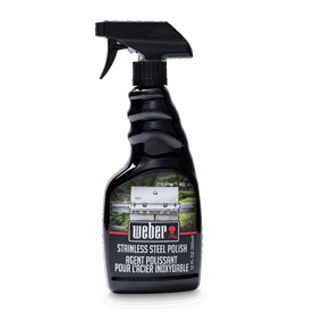 weber
STAINLESS STEEL POLISH
AGENT POLISSANT
POUR L'ACIER INOXYDABLE